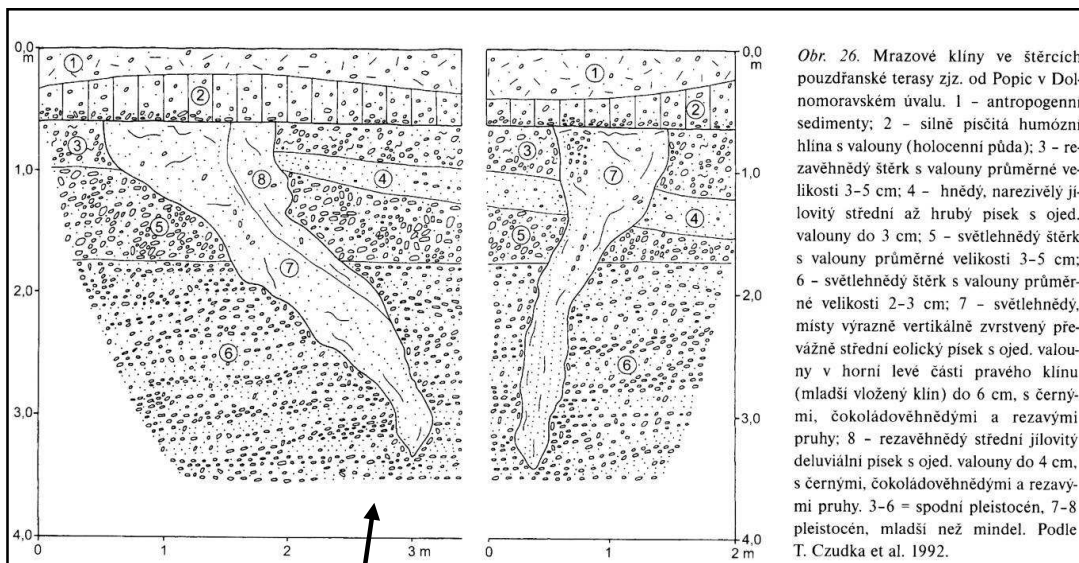 0,0
m
1,0
2,0
3,0
4,0
0 1 2 3 m
1
2
3
8
4
5
7
6
0,0
m
1,0
2,0
3,0
4,0
0 1 2 m
1
2
3
7
4
5
6
Obr. 26. Mrazové klíny ve štěrcích
pouzdřanské terasy zjz. od Popic v Dol-
nomoravském úvalu. 1 – antropogenní
sedimenty; 2 – silně písčitá humózní
hlína s valouny (holocenní půda); 3 – re-
zavěhnědý štěrk s valouny průměrné ve-
likosti 3–5 cm; 4 – hnědý, narezivělý jí-
lovitý střední až hrubý písek s ojed.
valouny do 3 cm; 5 – světlehnědý štěrk
s valouny průměrné velikosti 3–5 cm;
6 – světlehnědý štěrk s valouny průměr-
né velikosti 2–3 cm; 7 – světlehnědý,
místy výrazně vertikálně zvrstvený pře-
vážně střední eolický písek s ojed. valou-
ny v horní levé části pravého klínu
(mladší vložený klín) do 6 cm, s černý-
mi, čokoládověhnědými a rezavými
pruhy; 8 – rezavěhnědý střední jílovitý
deluviální písek s ojed. valouny do 4 cm,
s černými, čokoládověhnědými a rezavý-
mi pruhy. 3–6 = spodní pleistocén, 7–8
pleistocén, mladší než mindel. Podle
T. Czudka et al. 1992.